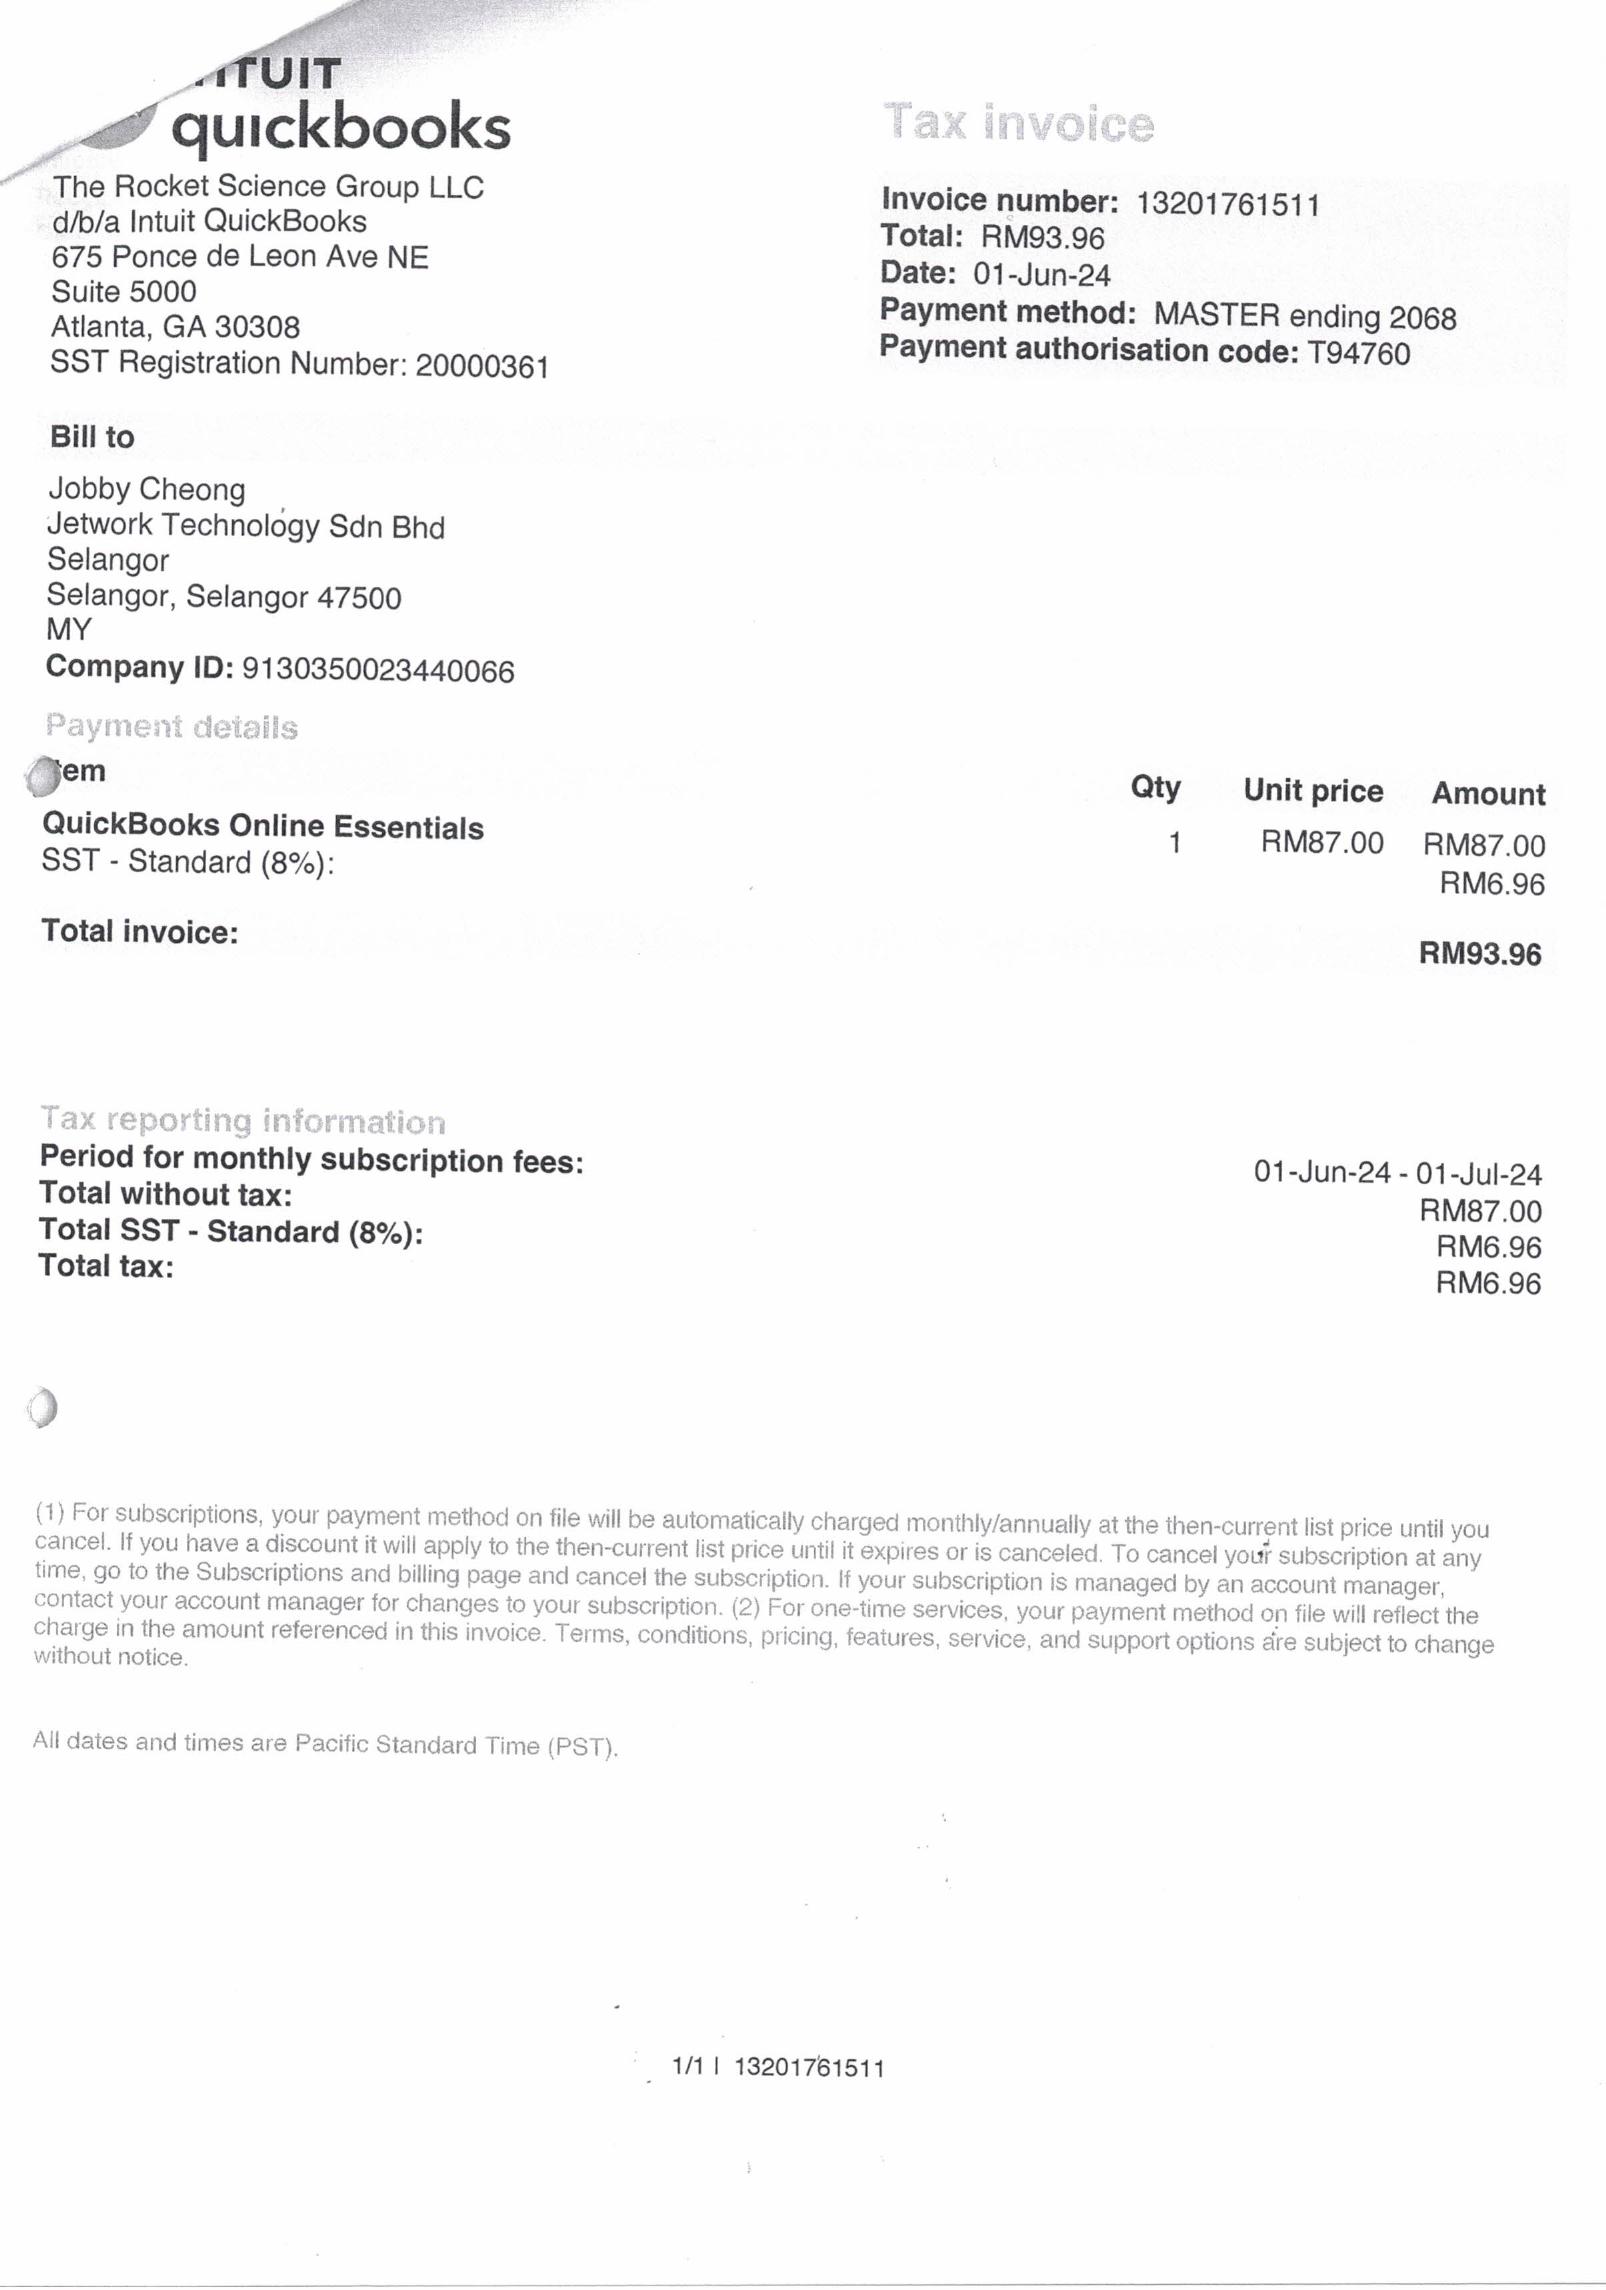 INTUIT
quickbooks
Tax invoice
The Rocket Science Group LLC
d/b/a Intuit QuickBooks
675 Ponce de Leon Ave NE
Suite 5000
Atlanta, GA 30308
SST Registration Number: 20000361
Invoice number: 13201761511
Total: RM93.96
Date: 01-Jun-24
Payment method: MASTER ending 2068
Payment authorisation code: T94760
Bill to
Jobby Cheong
Jetwork Technology Sdn Bhd
Selangor
Selangor, Selangor 47500
MY
Company ID: 9130350023440066
Payment details
Item Qty Unit price Amount
QuickBooks Online Essentials 1 RM87.00 RM87.00
SST - Standard (8%): RM6.96
Total invoice: RM93.96
Tax reporting information
Period for monthly subscription fees: 01-Jun-24 - 01-Jul-24
Total without tax: RM87.00
Total SST - Standard (8%): RM6.96
Total tax: RM6.96
(1) For subscriptions, your payment method on file will be automatically charged monthly/annually at the then-current list price until you
cancel. If you have a discount it will apply to the then-current list price until it expires or is canceled. To cancel your subscription at any
time, go to the Subscriptions and billing page and cancel the subscription. If your subscription is managed by an account manager,
contact your account manager for changes to your subscription. (2) For one-time services, your payment method on file will reflect the
charge in the amount referenced in this invoice. Terms, conditions, pricing, features, service, and support options are subject to change
without notice.
All dates and times are Pacific Standard Time (PST).
1/1 | 13201761511